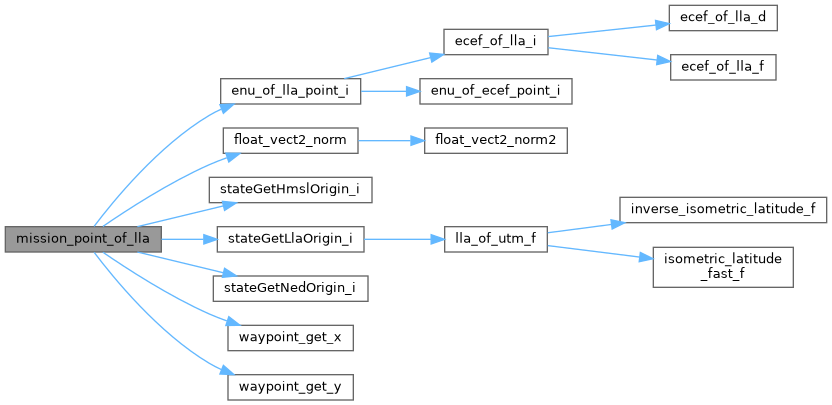 mission_point_of_lla
enu_of_lla_point_i
ecef_of_lla_i
ecef_of_lla_d
ecef_of_lla_f
enu_of_ecef_point_i
float_vect2_norm
float_vect2_norm2
stateGetHmslOrigin_i
stateGetLlaOrigin_i
lla_of_utm_f
inverse_isometric_latitude_f
isometric_latitude
_fast_f
stateGetNedOrigin_i
waypoint_get_x
waypoint_get_y